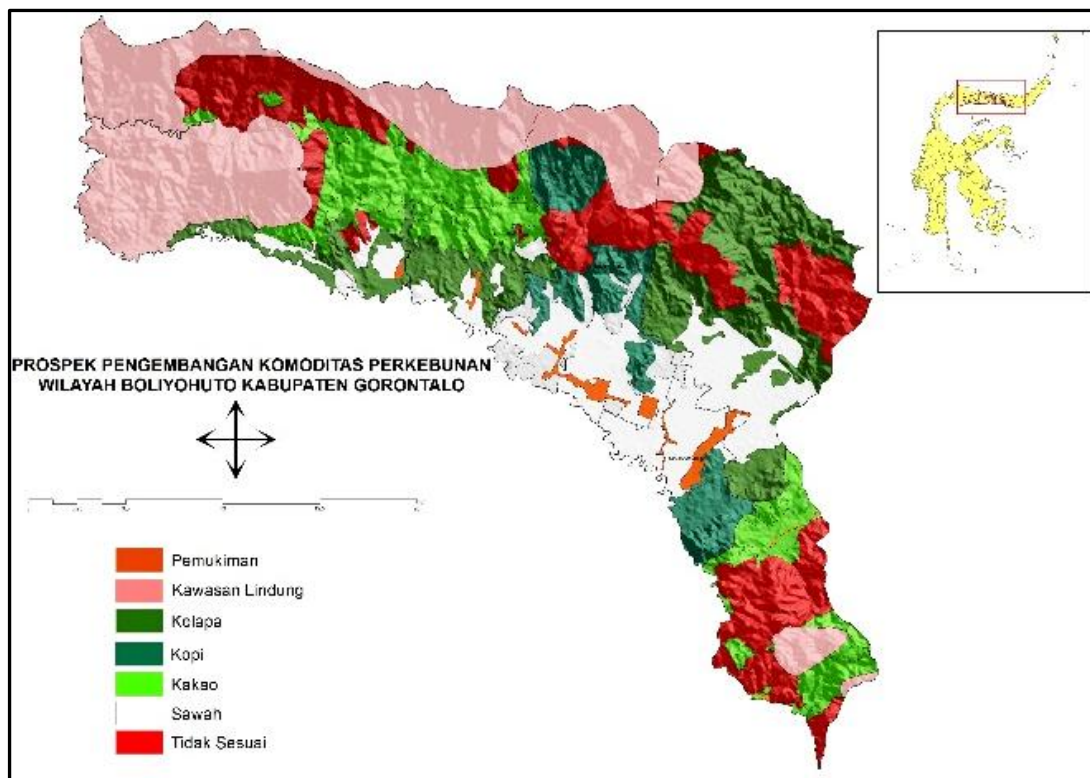 PROSPEK PENGEMBANGAN KOMODITAS PERKEBUNAN
WILAYAH BOLIYOHUTO KABUPATEN GORONTALO
Pemukiman
Kawasan Lindung
Kelapa
Kopi
Kakao
Sawah
Tidak Sesuai